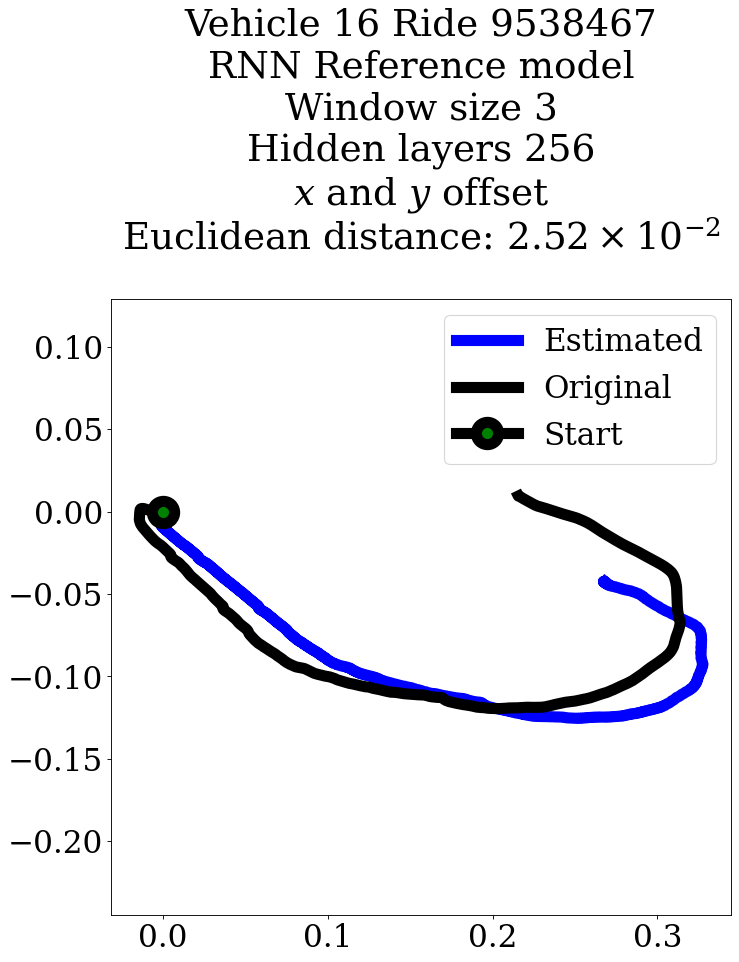 Vehicle 16 Ride 9538467
RNN Reference model
Window size 3
Hidden layers 256
x and y offset
Euclidean distance: 2.52 × 10⁻²
Estimated
Original
Start
0.10
0.05
0.00
−0.05
−0.10
−0.15
−0.20
0.0 0.1 0.2 0.3